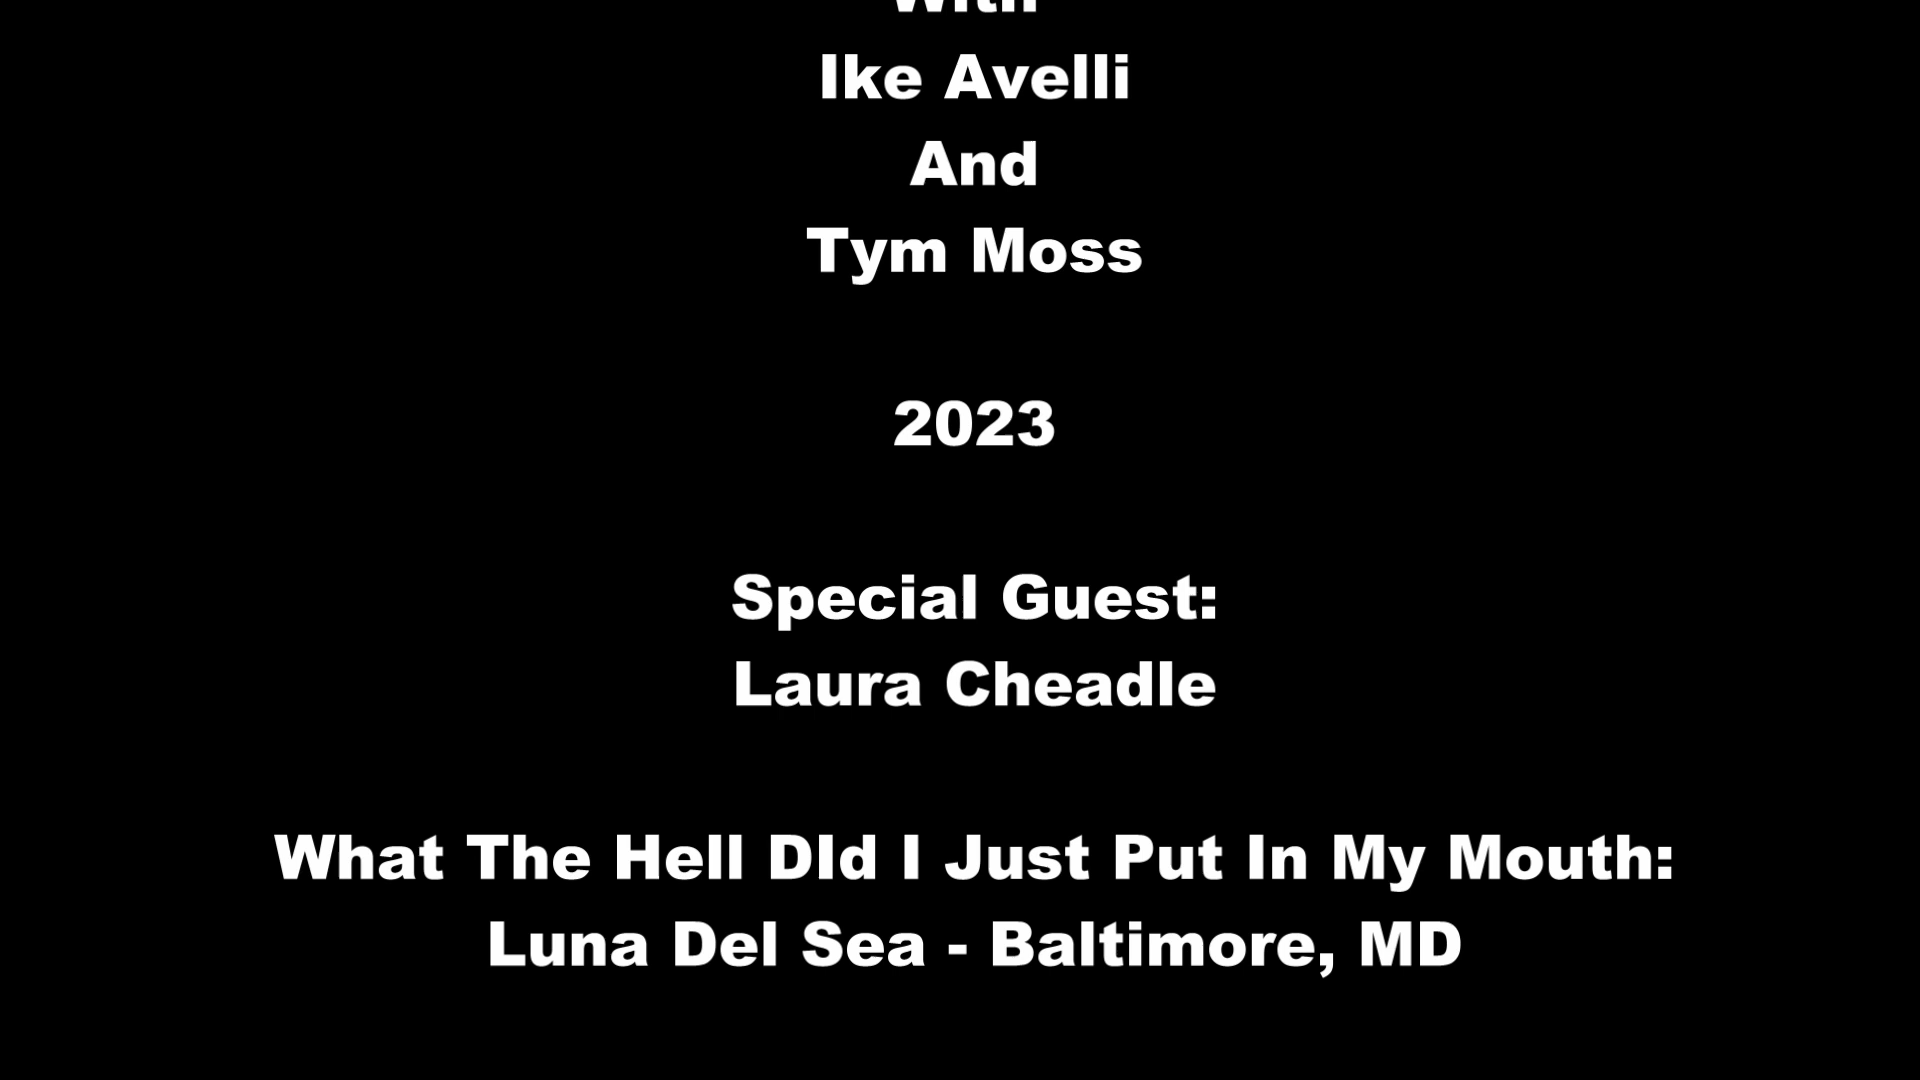 With
Ike Avelli
And
Tym Moss
2023
Special Guest:
Laura Cheadle
What The Hell DId I Just Put In My Mouth:
Luna Del Sea - Baltimore, MD